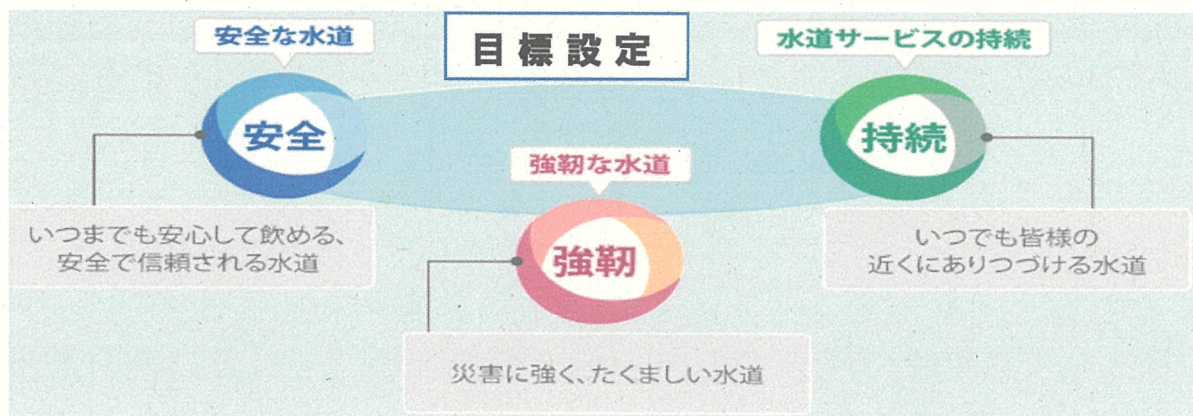 目標設定
安全な水道
安全
いつまでも安心して飲める、
安全で信頼される水道
強靭な水道
強靭
災害に強く、たくましい水道
水道サービスの持続
持続
いつでも皆様の
近くにありつづける水道